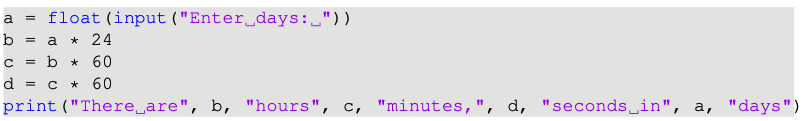 a = float(input("Enter␣days:␣"))
b = a * 24
c = b * 60
d = c * 60
print("There␣are", b, "hours", c, "minutes,", d, "seconds␣in", a, "days")